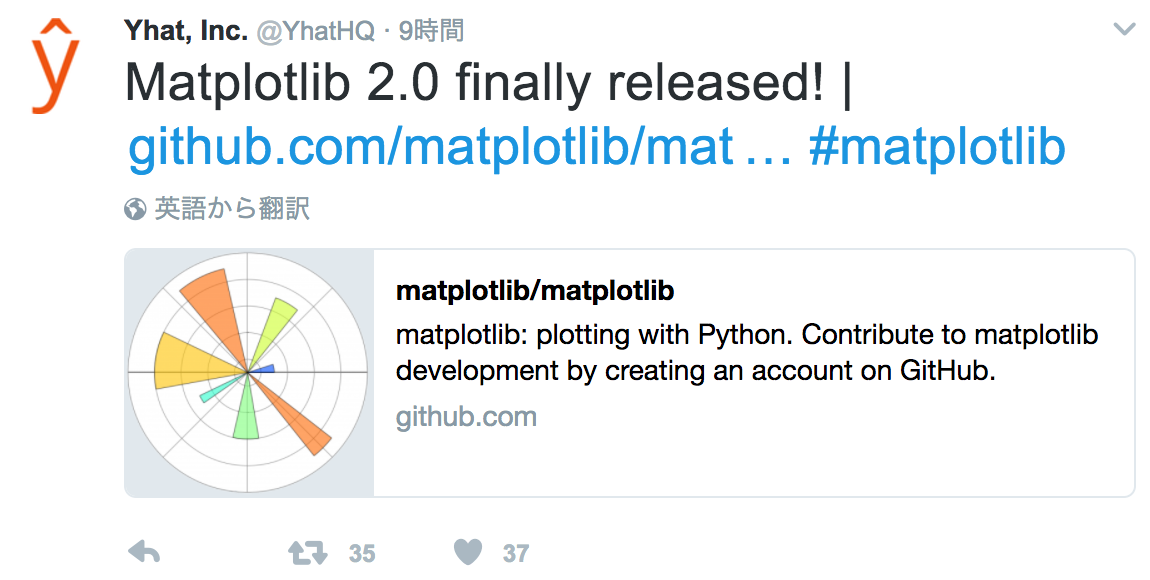 Yhat, Inc. @YhatHQ · 9時間
Matplotlib 2.0 finally released! |
github.com/matplotlib/mat … #matplotlib
英語から翻訳
matplotlib/matplotlib
matplotlib: plotting with Python. Contribute to matplotlib
development by creating an account on GitHub.
github.com
35 37